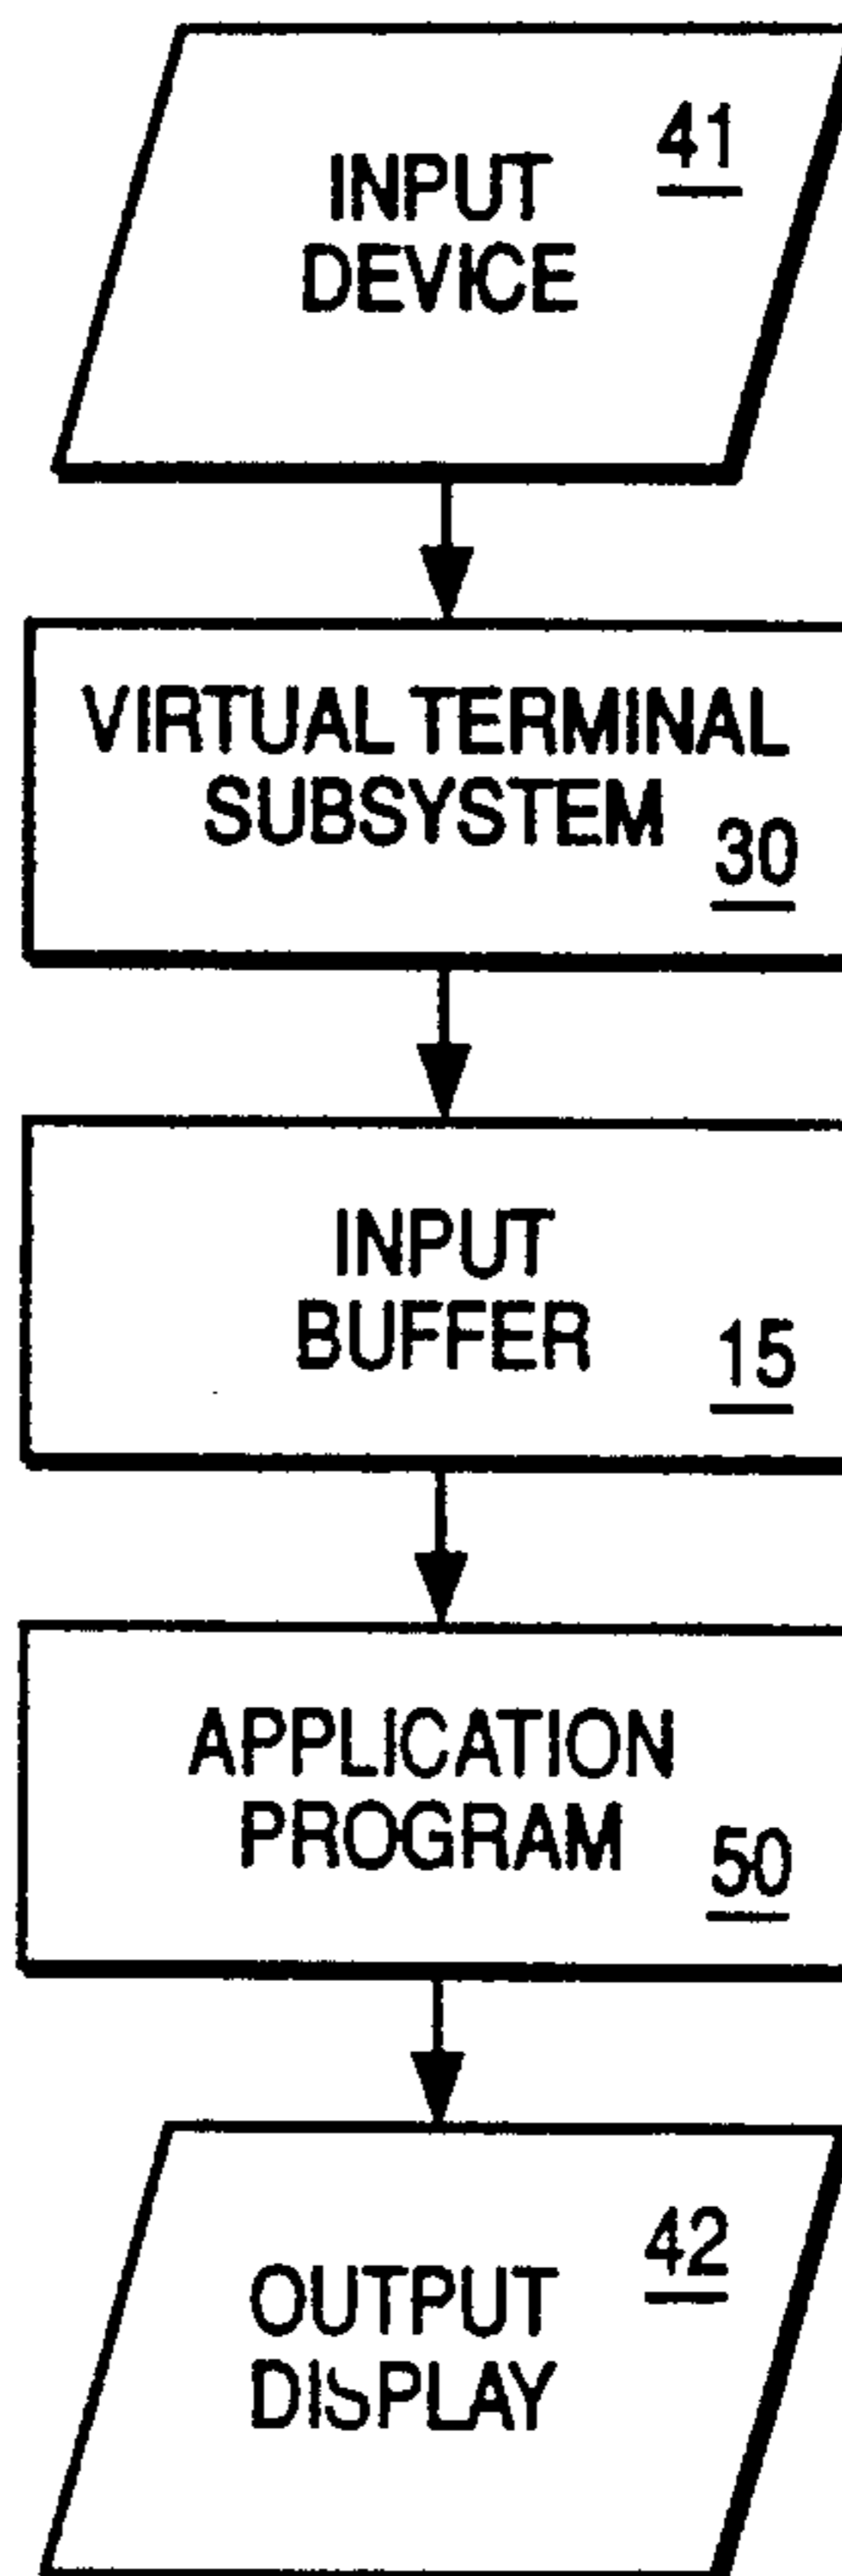 41
INPUT
DEVICE
VIRTUAL TERMINAL
SUBSYSTEM
30
INPUT
BUFFER
15
APPLICATION
PROGRAM
50
42
OUTPUT
DISPLAY